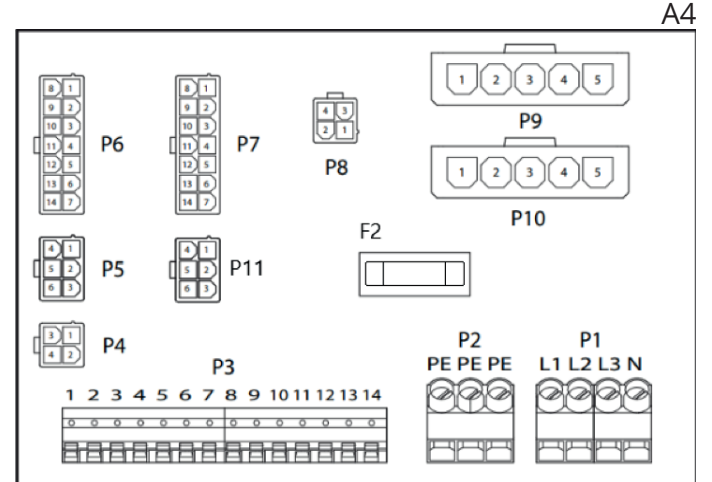 A4
8 1
9 2
10 3
11 4
12 5
13 6
14 7
P6
8 1
9 2
10 3
11 4
12 5
13 6
14 7
P7
4 3
2 1
P8
1 2 3 4 5
P9
1 2 3 4 5
P10
4 1
5 2
6 3
P5
4 1
5 2
6 3
P11
F2
3 1
4 2
P4
P3
1 2 3 4 5 6 7 8 9 10 11 12 13 14
P2
PE PE PE
P1
L1 L2 L3 N